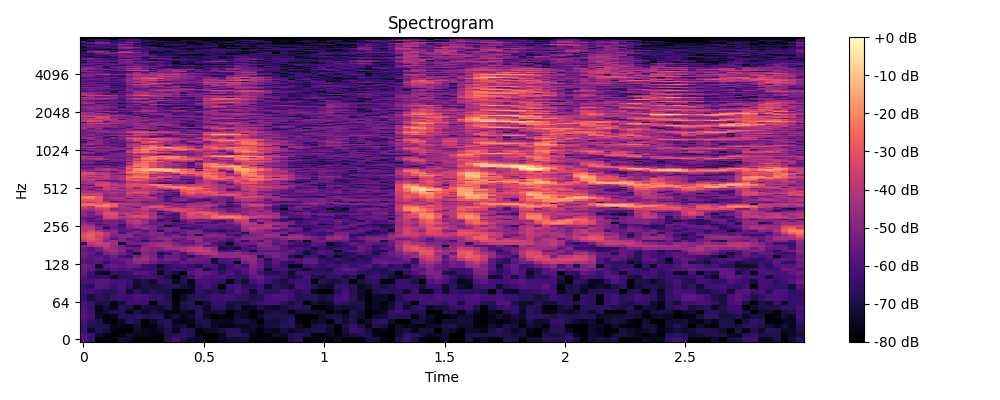 Spectrogram
+0 dB
4096
-10 dB
2048
-20 dB
1024
-30 dB
Hz
512
-40 dB
256
-50 dB
128
-60 dB
64
-70 dB
0
-80 dB
0 0.5 1 1.5 2 2.5
Time